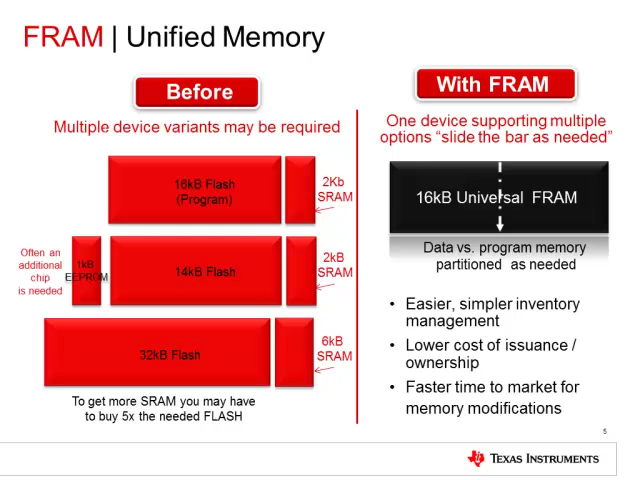 FRAM | Unified Memory
Before
Multiple device variants may be required
16kB Flash
(Program)
2Kb
SRAM
Often an
additional
chip
is needed
1kB
EEPROM
14kB Flash
2kB
SRAM
32kB Flash
6kB
SRAM
To get more SRAM you may have
to buy 5x the needed FLASH
With FRAM
One device supporting multiple
options “slide the bar as needed”
16kB Universal FRAM
Data vs. program memory
partitioned as needed
• Easier, simpler inventory
management
• Lower cost of issuance /
ownership
• Faster time to market for
memory modifications
5
TEXAS INSTRUMENTS